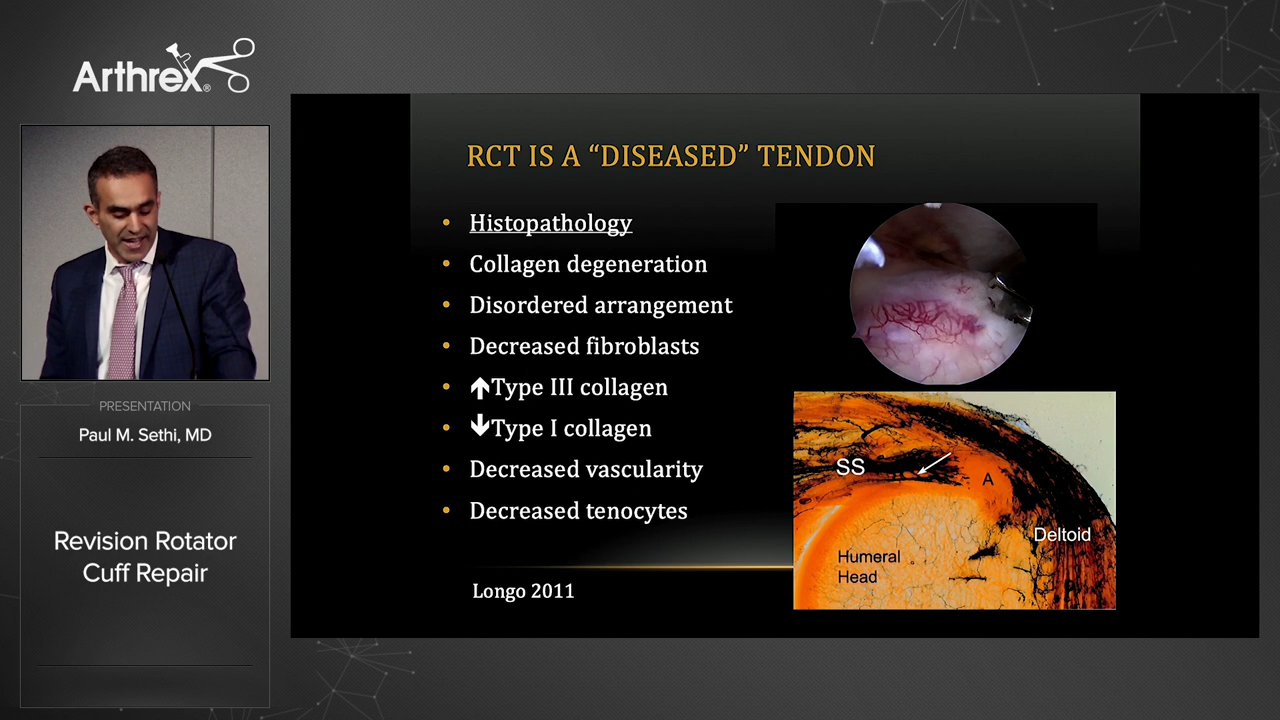 Arthrex®
PRESENTATION
Paul M. Sethi, MD
Revision Rotator
Cuff Repair
RCT IS A “DISEASED” TENDON
• Histopathology
• Collagen degeneration
• Disordered arrangement
• Decreased fibroblasts
• ⬆Type III collagen
• ⬇Type I collagen
• Decreased vascularity
• Decreased tenocytes
Longo 2011
SS
A
Deltoid
Humeral
Head